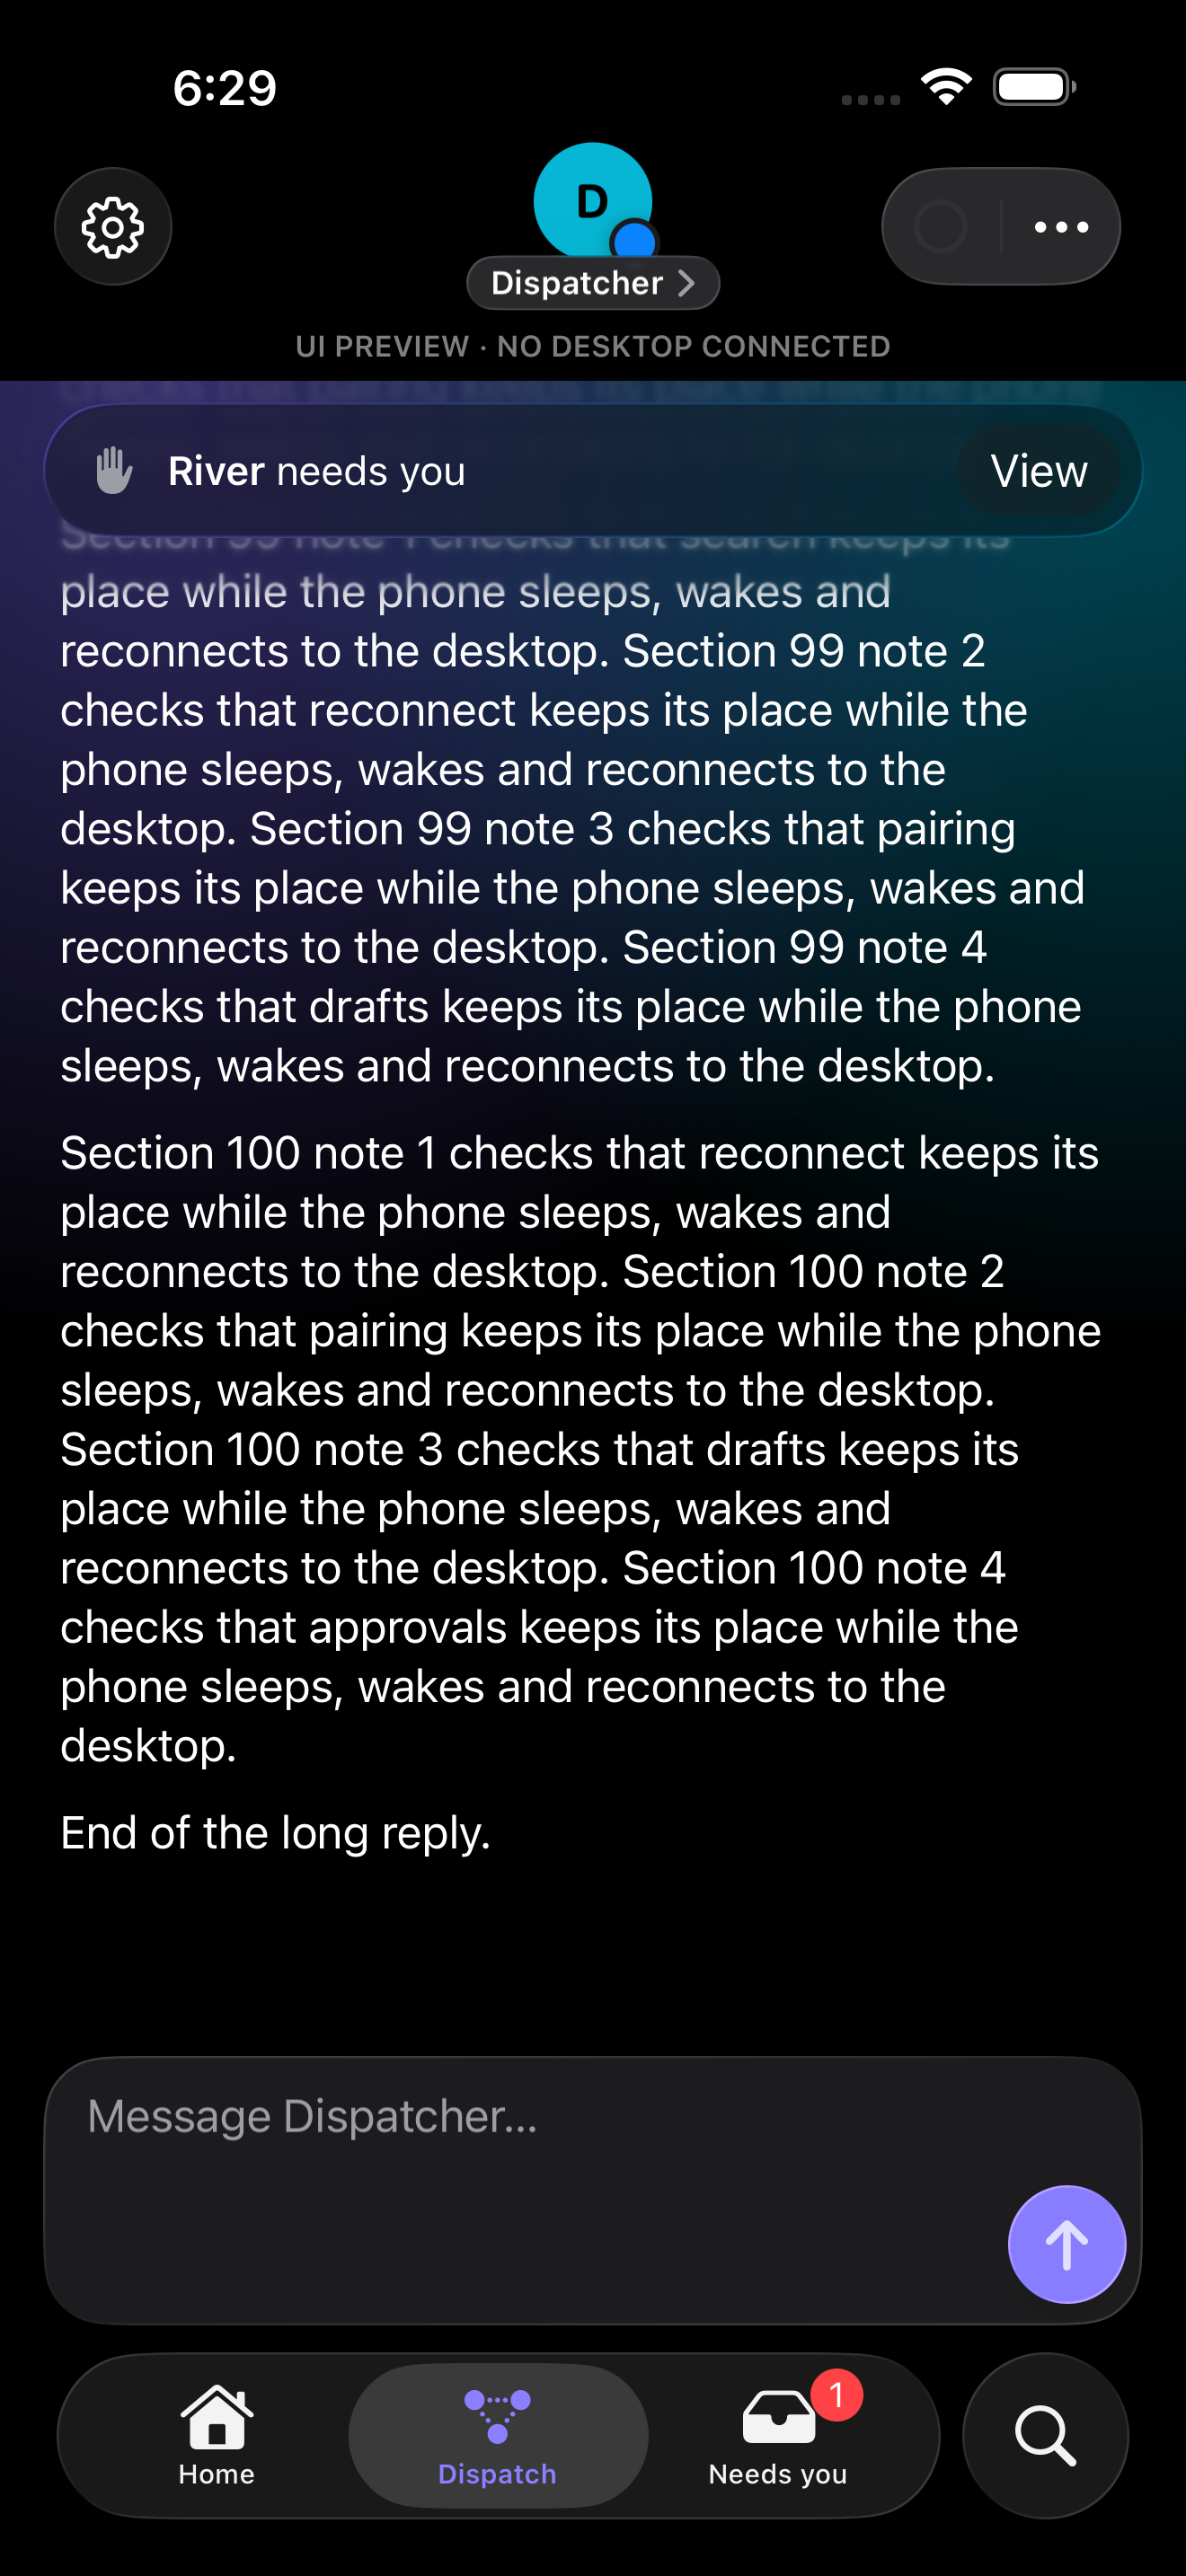 6:29
D
Dispatcher
UI PREVIEW · NO DESKTOP CONNECTED
River needs you
View
Section 99 note 1 checks that search keeps its
place while the phone sleeps, wakes and
reconnects to the desktop. Section 99 note 2
checks that reconnect keeps its place while the
phone sleeps, wakes and reconnects to the
desktop. Section 99 note 3 checks that pairing
keeps its place while the phone sleeps, wakes and
reconnects to the desktop. Section 99 note 4
checks that drafts keeps its place while the phone
sleeps, wakes and reconnects to the desktop.
Section 100 note 1 checks that reconnect keeps its
place while the phone sleeps, wakes and
reconnects to the desktop. Section 100 note 2
checks that pairing keeps its place while the phone
sleeps, wakes and reconnects to the desktop.
Section 100 note 3 checks that drafts keeps its
place while the phone sleeps, wakes and
reconnects to the desktop. Section 100 note 4
checks that approvals keeps its place while the
phone sleeps, wakes and reconnects to the
desktop.
End of the long reply.
Message Dispatcher...
1
Home
Dispatch
Needs you